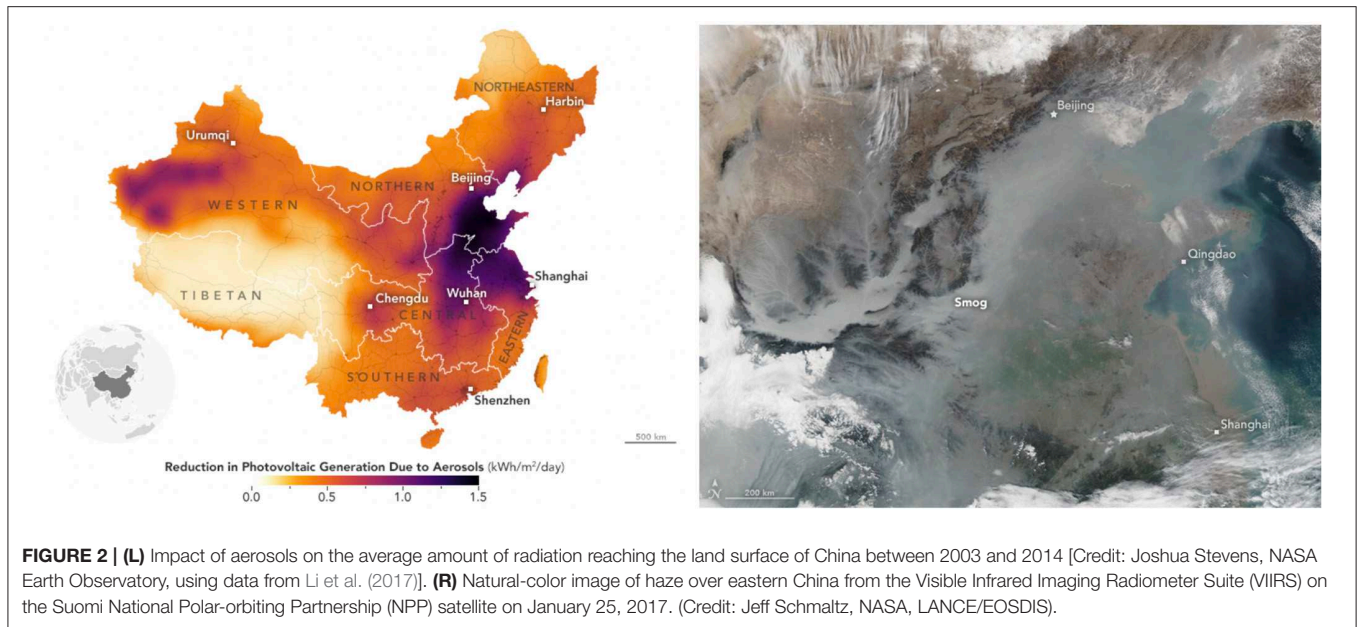 NORTHEASTERN
Harbin
Urumqi
Beijing
NORTHERN
WESTERN
Shanghai
TIBETAN
Chengdu
Wuhan
CENTRAL
EASTERN
SOUTHERN
Shenzhen
500 km
Reduction in Photovoltaic Generation Due to Aerosols (kWh/m²/day)
0.0 0.5 1.0 1.5
Beijing
Qingdao
Smog
Shanghai
N
200 km
FIGURE 2 | (L) Impact of aerosols on the average amount of radiation reaching the land surface of China between 2003 and 2014 [Credit: Joshua Stevens, NASA
Earth Observatory, using data from Li et al. (2017)]. (R) Natural-color image of haze over eastern China from the Visible Infrared Imaging Radiometer Suite (VIIRS) on
the Suomi National Polar-orbiting Partnership (NPP) satellite on January 25, 2017. (Credit: Jeff Schmaltz, NASA, LANCE/EOSDIS).